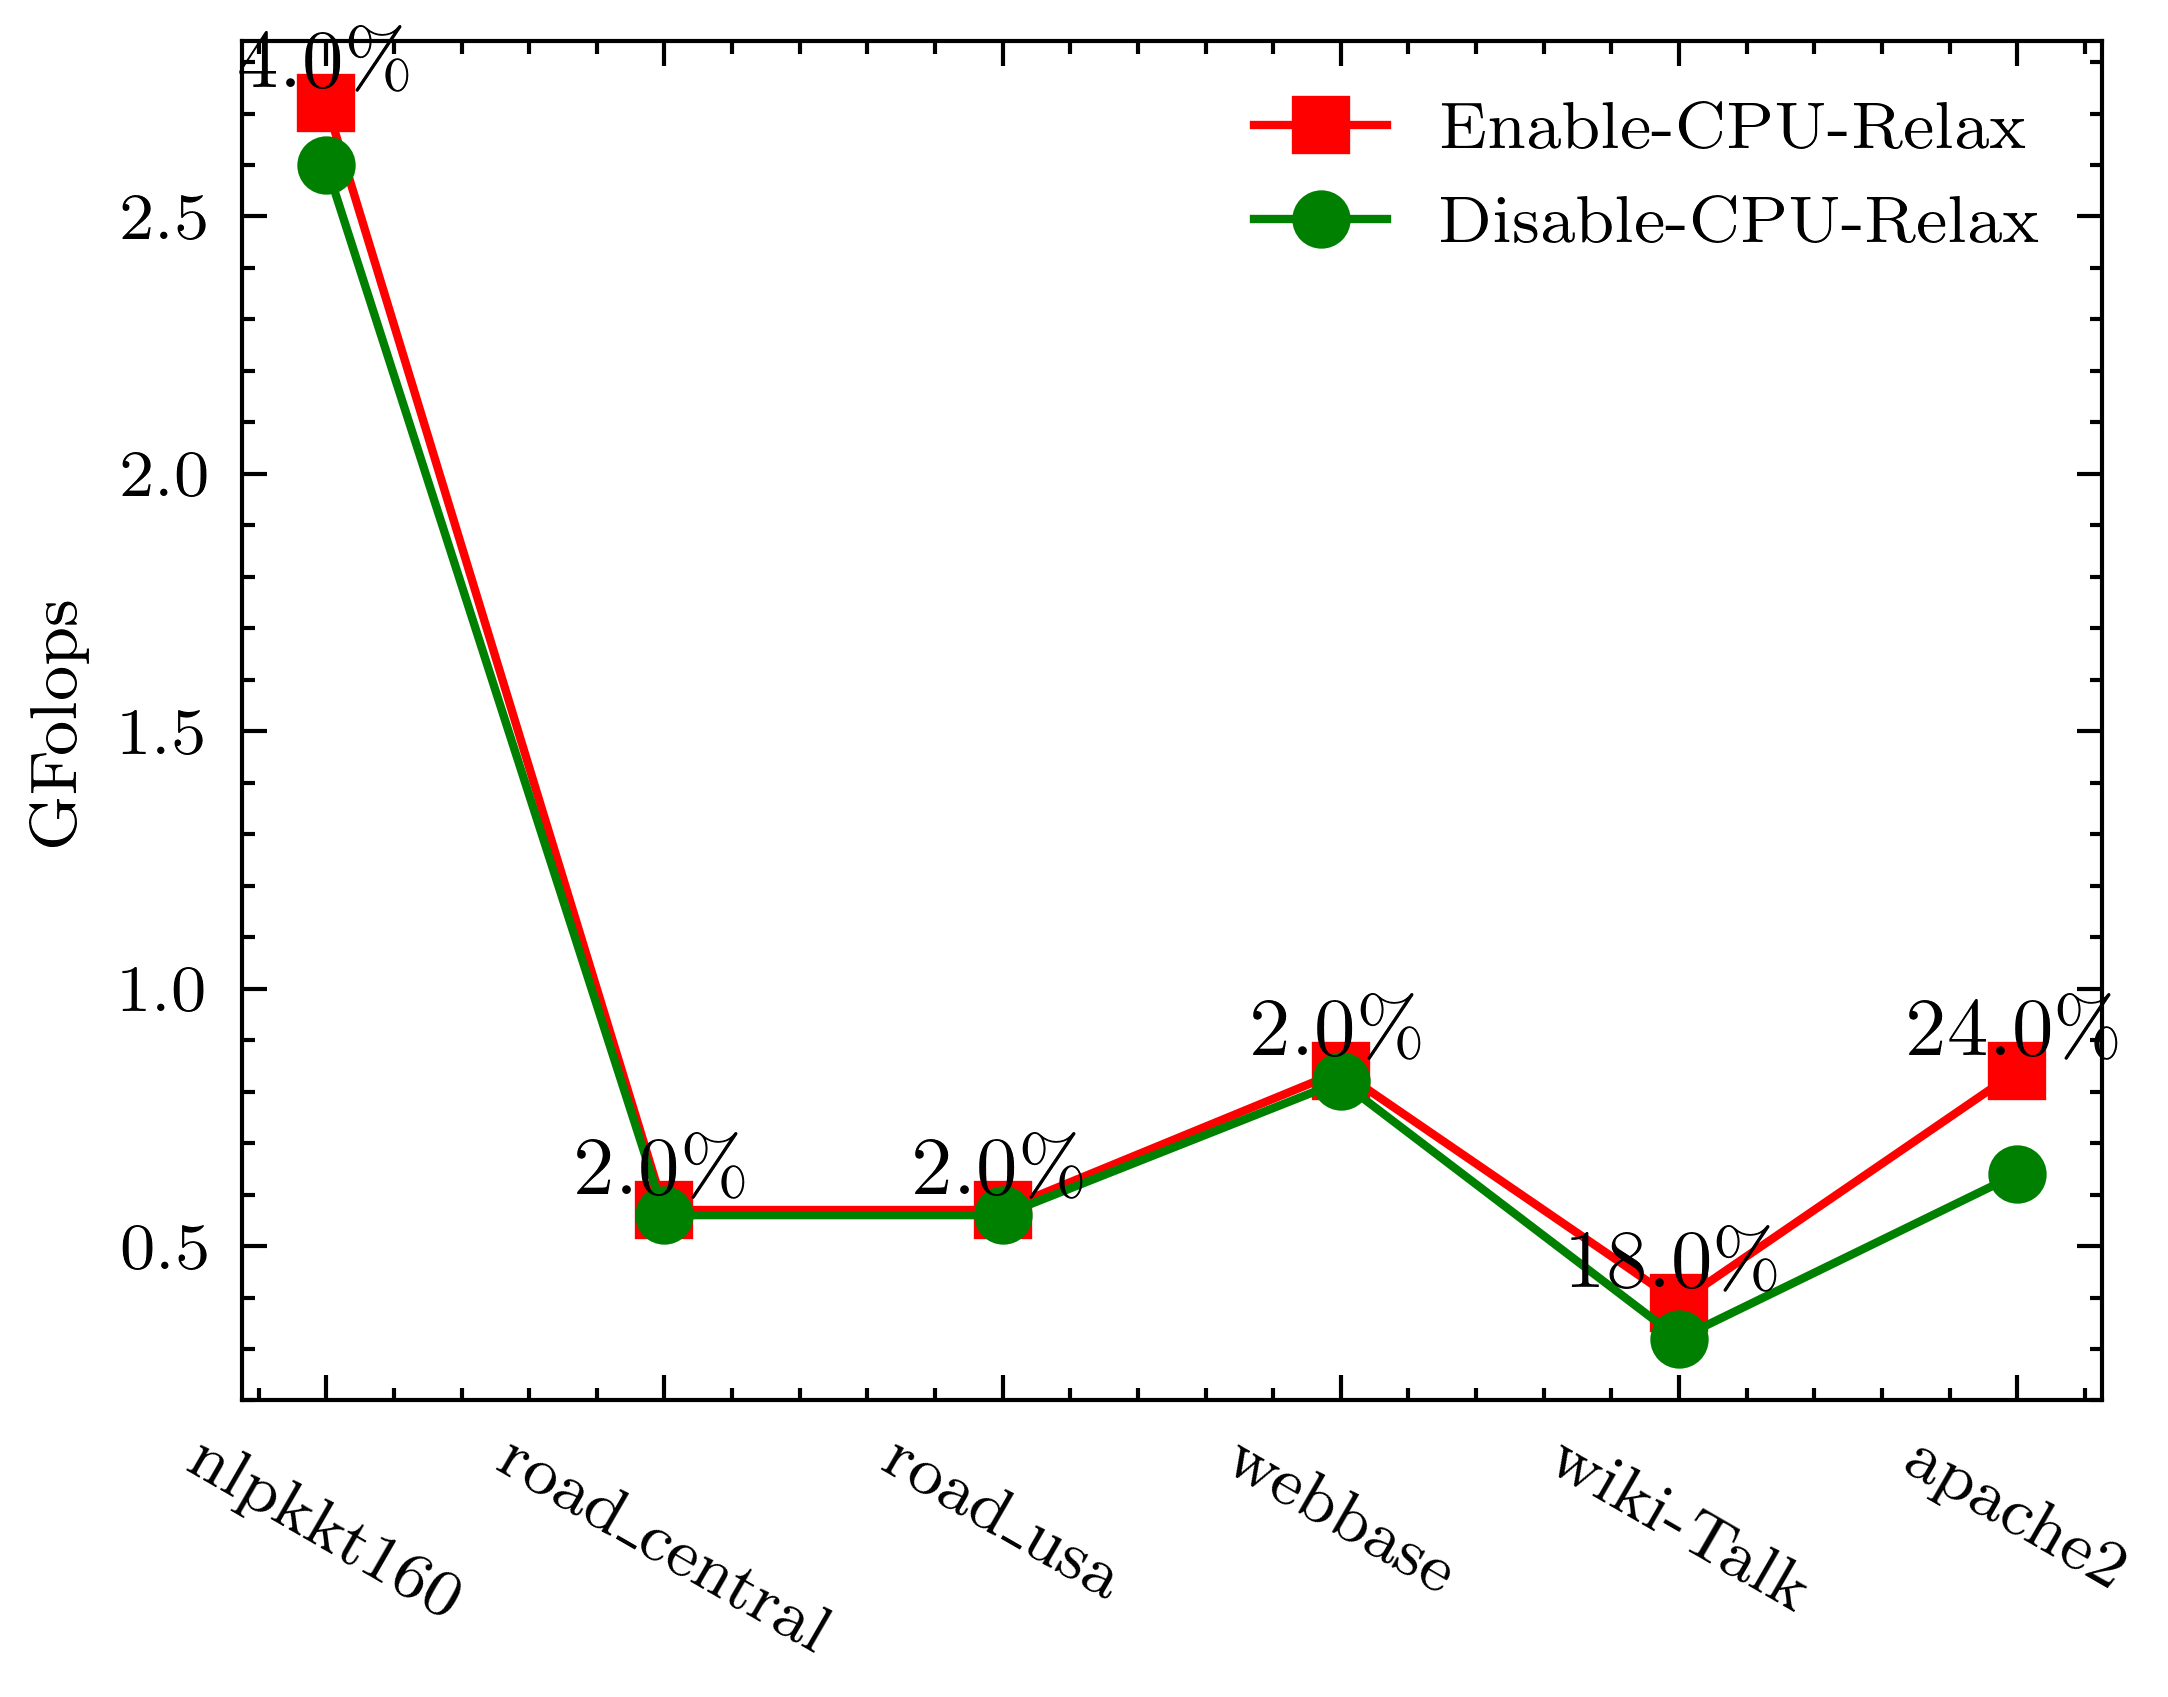 4.0%
Enable-CPU-Relax
Disable-CPU-Relax
2.5
2.0
1.5
1.0
0.5
GFolops
2.0%
2.0%
2.0%
18.0%
24.0%
nlpkkt160
road_central
road_usa
webbase
wiki-Talk
apache2